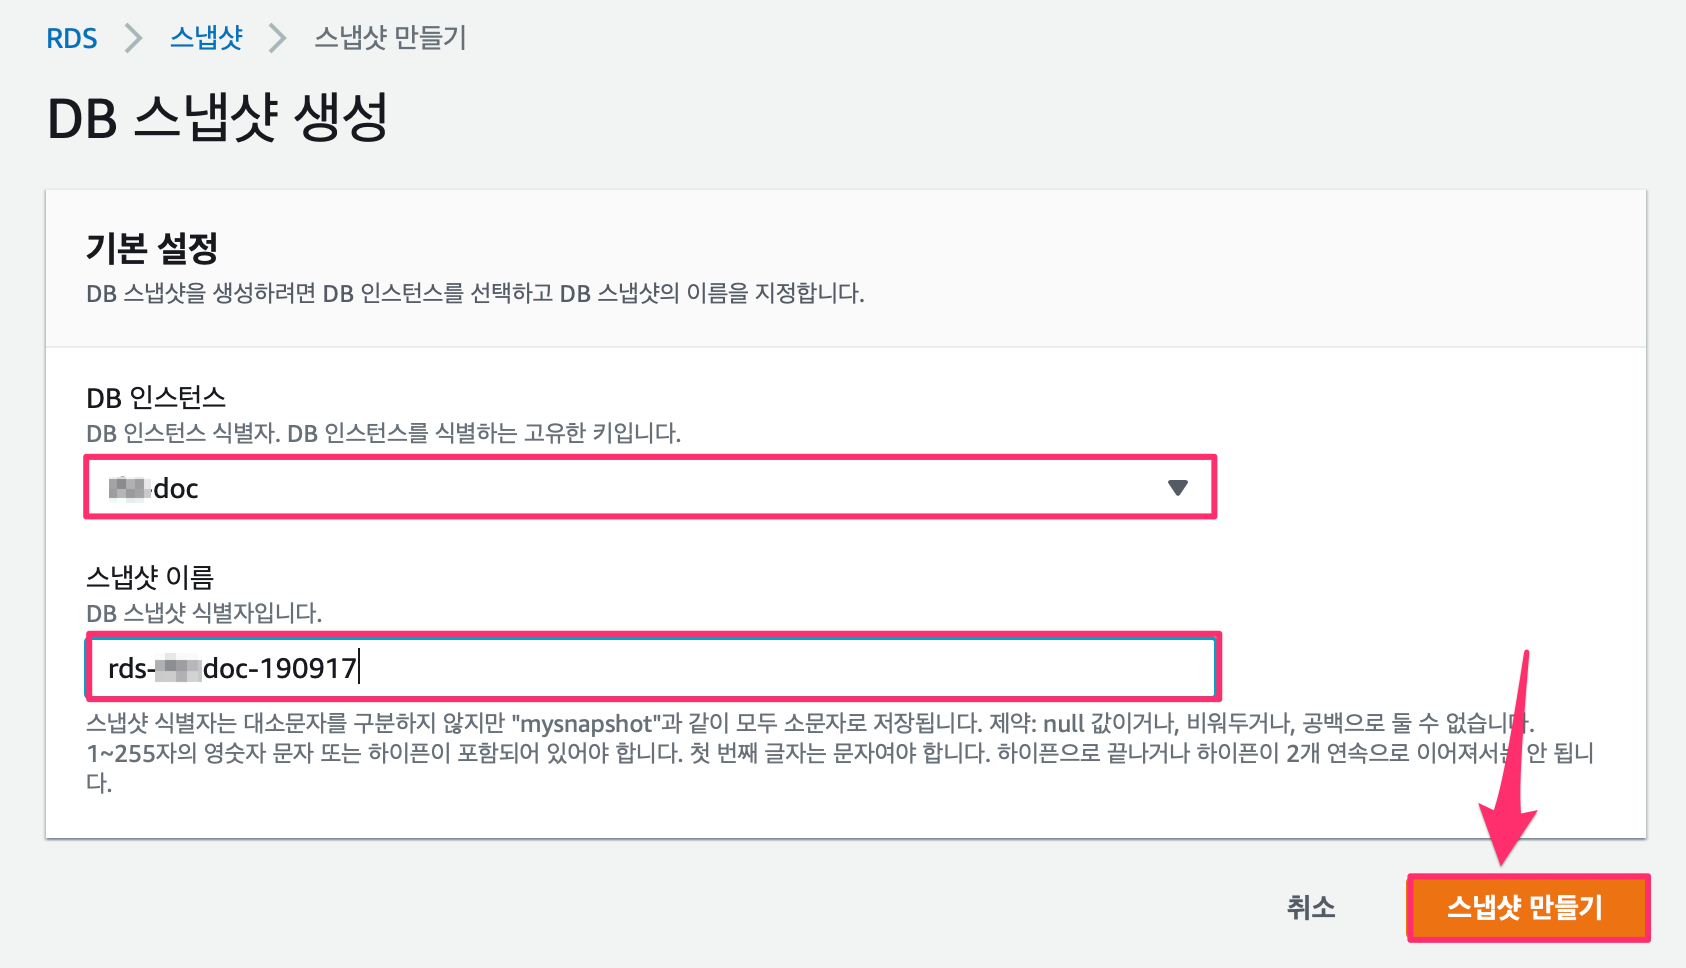 RDS > 스냅샷 > 스냅샷 만들기
DB 스냅샷 생성
기본 설정
DB 스냅샷을 생성하려면 DB 인스턴스를 선택하고 DB 스냅샷의 이름을 지정합니다.
DB 인스턴스
DB 인스턴스 식별자. DB 인스턴스를 식별하는 고유한 키입니다.
-doc
스냅샷 이름
DB 스냅샷 식별자입니다.
rds- doc-190917
스냅샷 식별자는 대소문자를 구분하지 않지만 "mysnapshot"과 같이 모두 소문자로 저장됩니다. 제약: null 값이거나, 비워두거나, 공백으로 둘 수 없습니다.
1~255자의 영숫자 문자 또는 하이픈이 포함되어 있어야 합니다. 첫 번째 글자는 문자여야 합니다. 하이픈으로 끝나거나 하이픈이 2개 연속으로 이어져서는 안 됩니
다.
취소
스냅샷 만들기